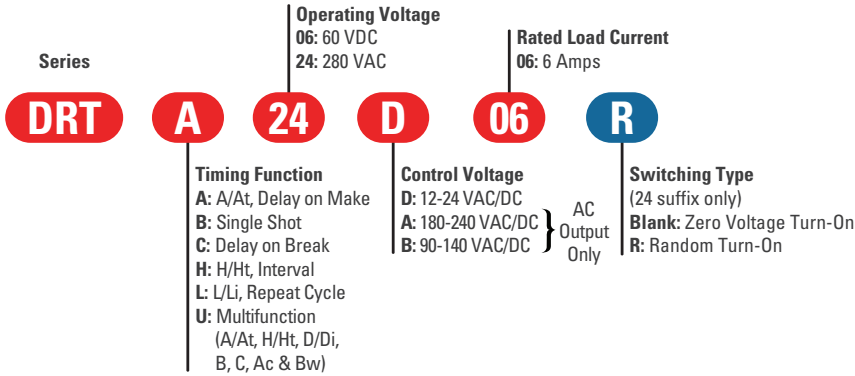 Operating Voltage
06: 60 VDC
24: 280 VAC
Rated Load Current
06: 6 Amps
Series
DRT A 24 D 06 R
Timing Function
A: A/At, Delay on Make
B: Single Shot
C: Delay on Break
H: H/Ht, Interval
L: L/Li, Repeat Cycle
U: Multifunction
(A/At, H/Ht, D/Di,
B, C, Ac & Bw)
Control Voltage
D: 12-24 VAC/DC
A: 180-240 VAC/DC
B: 90-140 VAC/DC
AC
Output
Only
Switching Type
(24 suffix only)
Blank: Zero Voltage Turn-On
R: Random Turn-On